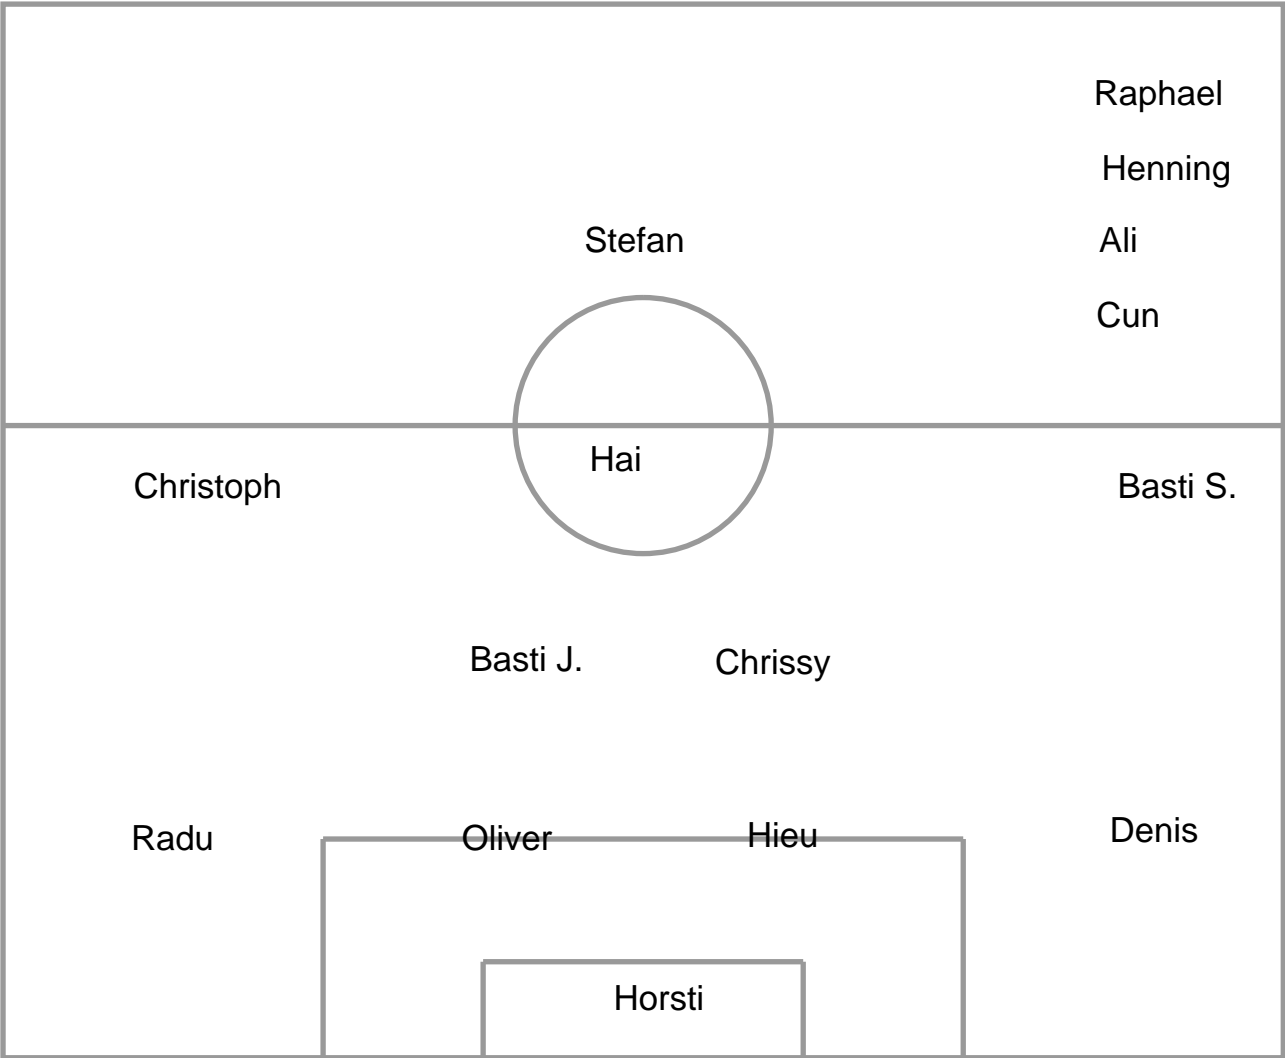 Raphael
Henning
Stefan
Ali
Cun
Hai
Christoph
Basti S.
Basti J.
Chrissy
Radu
Oliver
Hieu
Denis
Horsti